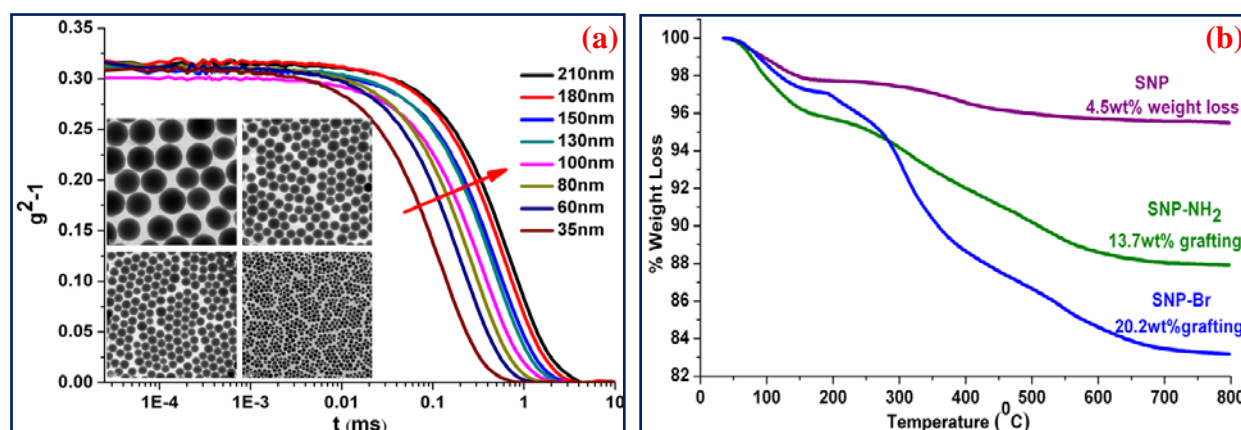 (a)
g²-1
0.35
0.30
0.25
0.20
0.15
0.10
0.05
0.00
1E-4
1E-3
0.01
0.1
1
10
t (ms)
210nm
180nm
150nm
130nm
100nm
80nm
60nm
35nm
(b)
% Weight Loss
100
98
96
94
92
90
88
86
84
82
0
100
200
300
400
500
600
700
800
Temperature (⁰C)
SNP
4.5wt% weight loss
SNP-NH₂
13.7wt% grafting
SNP-Br
20.2wt%grafting